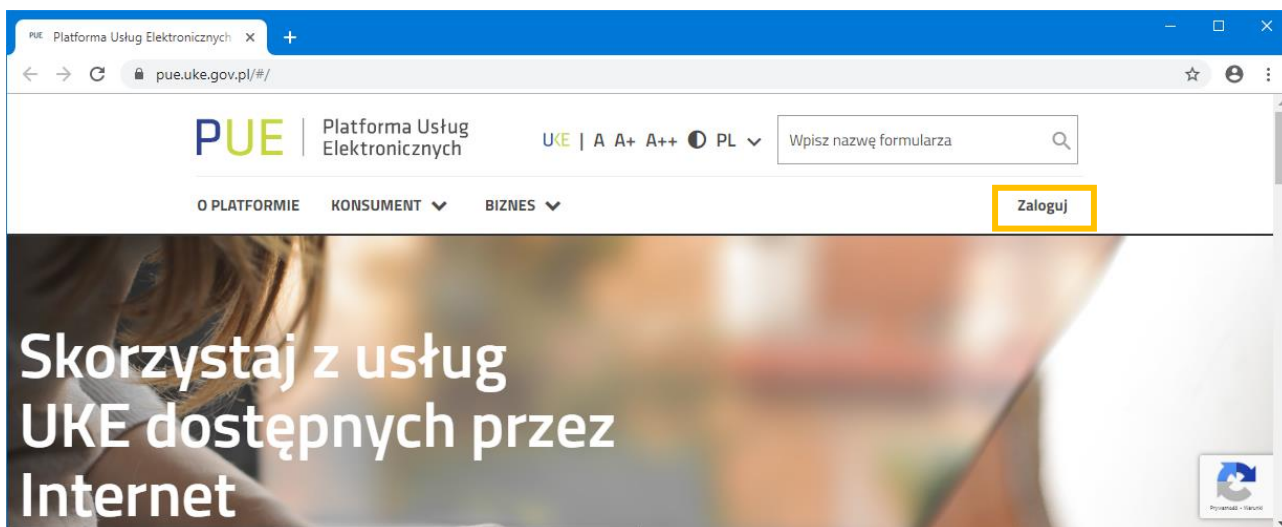 PUE Platforma Usług Elektronicznych
pue.uke.gov.pl/#/
PUE
Platforma Usług
Elektronicznych
UKE | A A+ A++ PL
Wpisz nazwę formularza
O PLATFORMIE KONSUMENT BIZNES Zaloguj
Skorzystaj z usług
UKE dostępnych przez
Internet